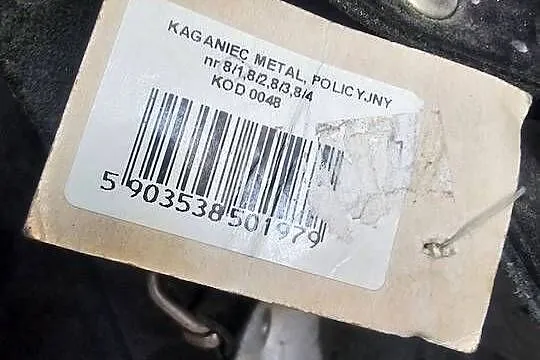 KAGANIEC METAL, POLICYJNY
nr 8/1,8/2,8/3,8/4
KOD 0048
5 903538 501979